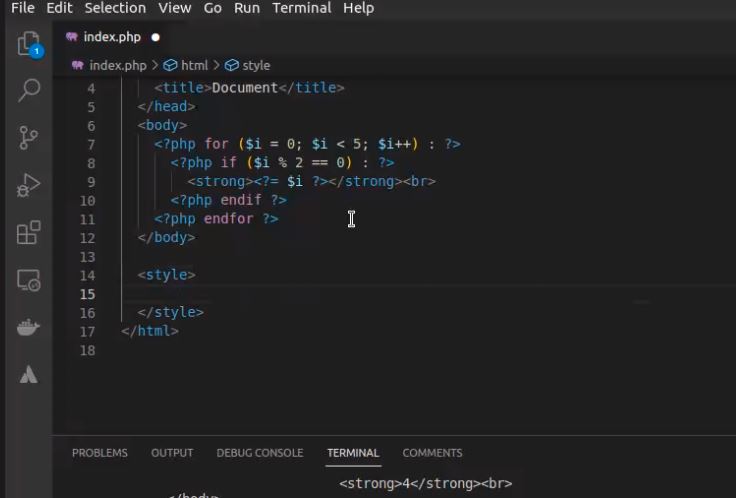 File Edit Selection View Go Run Terminal Help
index.php
index.php > html > style
1
4 <title>Document</title>
5 </head>
6 <body>
7 <?php for ($i = 0; $i < 5; $i++) : ?>
8 <?php if ($i % 2 == 0) : ?>
9 <strong><?= $i ?></strong><br>
10 <?php endif ?>
11 <?php endfor ?>
12 </body>
13
14 <style>
15
16 </style>
17 </html>
18
PROBLEMS OUTPUT DEBUG CONSOLE TERMINAL COMMENTS
<strong>4</strong><br>
</body>